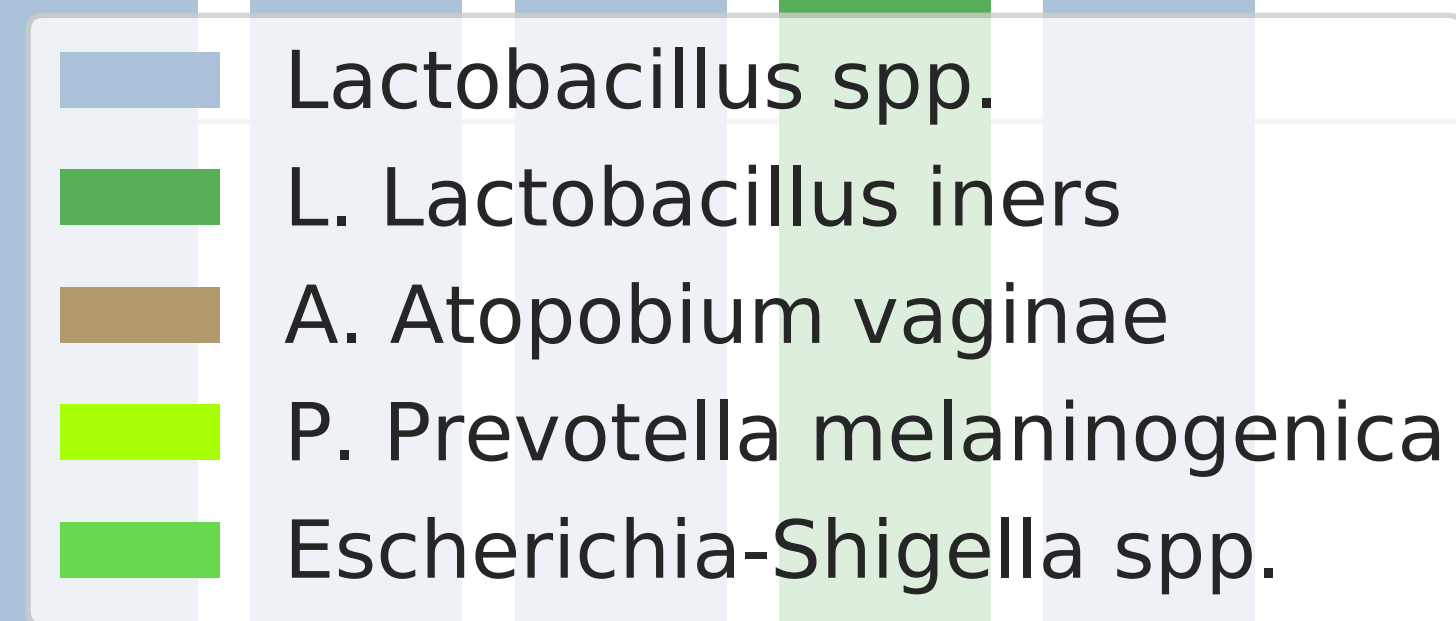 Lactobacillus spp.
L. Lactobacillus iners
A. Atopobium vaginae
P. Prevotella melaninogenica
Escherichia-Shigella spp.